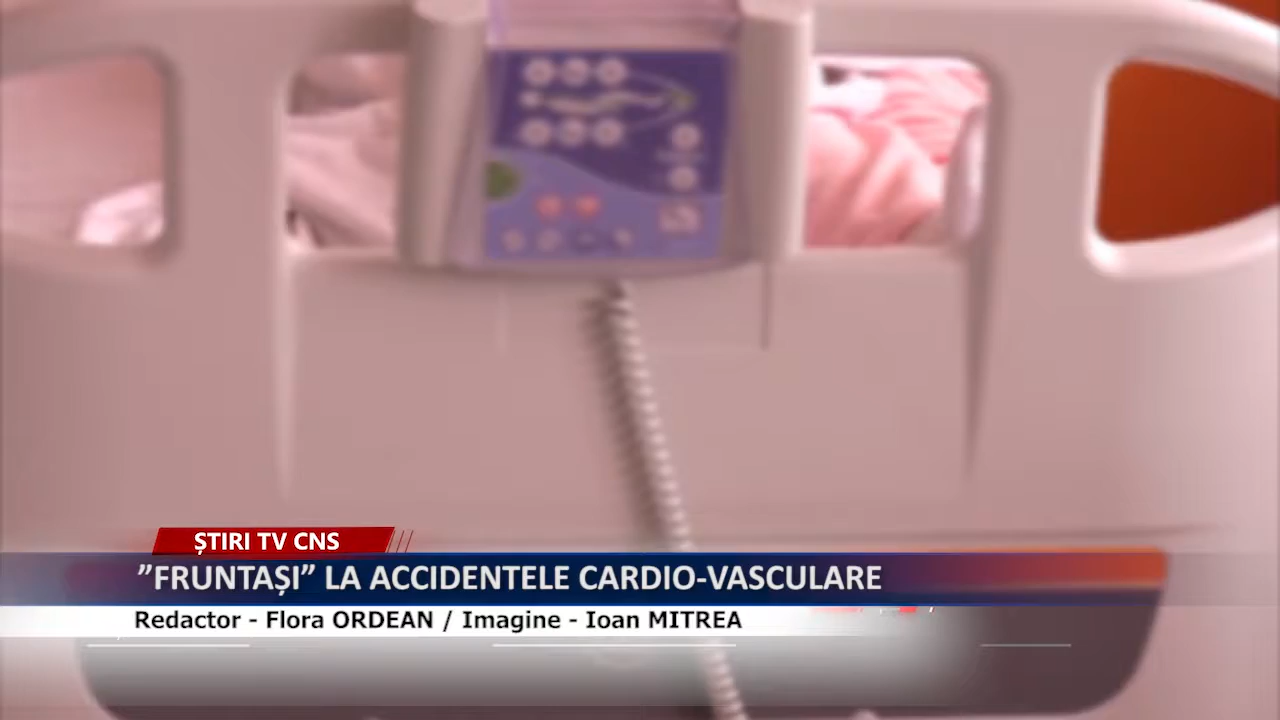 ȘTIRI TV CNS
”FRUNTAȘI” LA ACCIDENTELE CARDIO-VASCULARE
Redactor - Flora ORDEAN / Imagine - Ioan MITREA